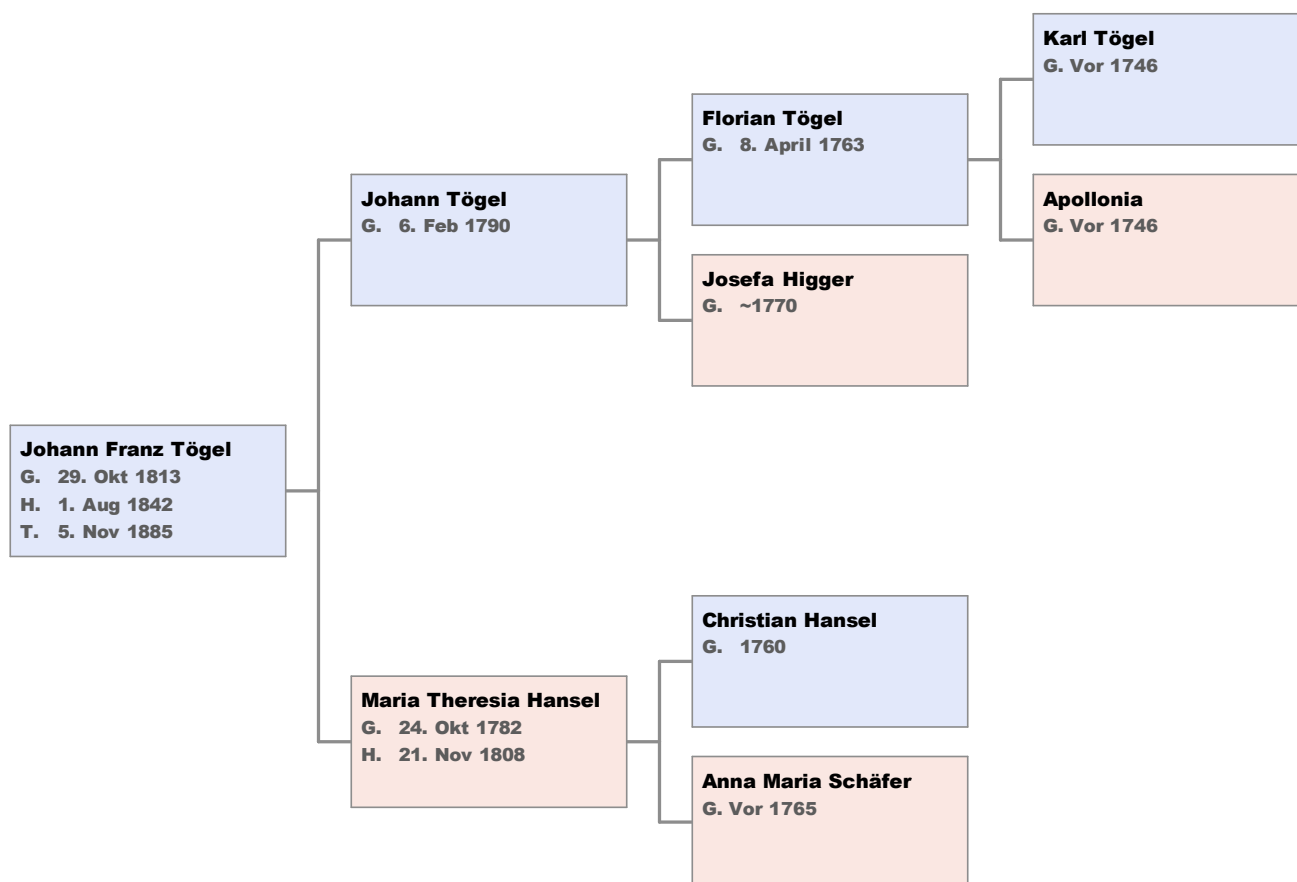 Karl Tögel
G. Vor 1746
Florian Tögel
G. 8. April 1763
Johann Tögel
G. 6. Feb 1790
Apollonia
G. Vor 1746
Josefa Higger
G. ~1770
Johann Franz Tögel
G. 29. Okt 1813
H. 1. Aug 1842
T. 5. Nov 1885
Christian Hansel
G. 1760
Maria Theresia Hansel
G. 24. Okt 1782
H. 21. Nov 1808
Anna Maria Schäfer
G. Vor 1765